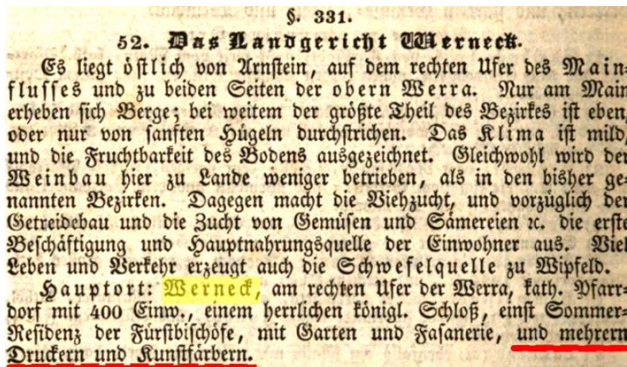 §. 331.
52. Das Landgericht Werneck.
Es liegt östlich von Arnstein, auf dem rechten Ufer des Main-
flusses und zu beiden Seiten der obern Werra. Nur am Main
erheben sich Berge; bei weitem der größte Theil des Bezirkes ist eben,
oder nur von sanften Hügeln durchstrichen. Das Klima ist mild,
und die Fruchtbarkeit des Bodens ausgezeichnet. Gleichwohl wird der
Weinbau hier zu Lande weniger betrieben, als in den bisher ge-
nannten Bezirken. Dagegen macht die Viehzucht, und vorzüglich der
Getreidebau und die Zucht von Gemüsen und Sämereien ꝛc. die erste
Beschäftigung und Hauptnahrungsquelle der Einwohner aus. Viel
Leben und Verkehr erzeugt auch die Schwefelquelle zu Wipfeld.
Hauptort: Werneck, am rechten Ufer der Werra, kath. Pfarr-
dorf mit 400 Einw., einem herrlichen königl. Schloß, einst Sommer-
Residenz der Fürstbischöfe, mit Garten und Fasanerie, und mehrern
Druckern und Kunstfärbern.